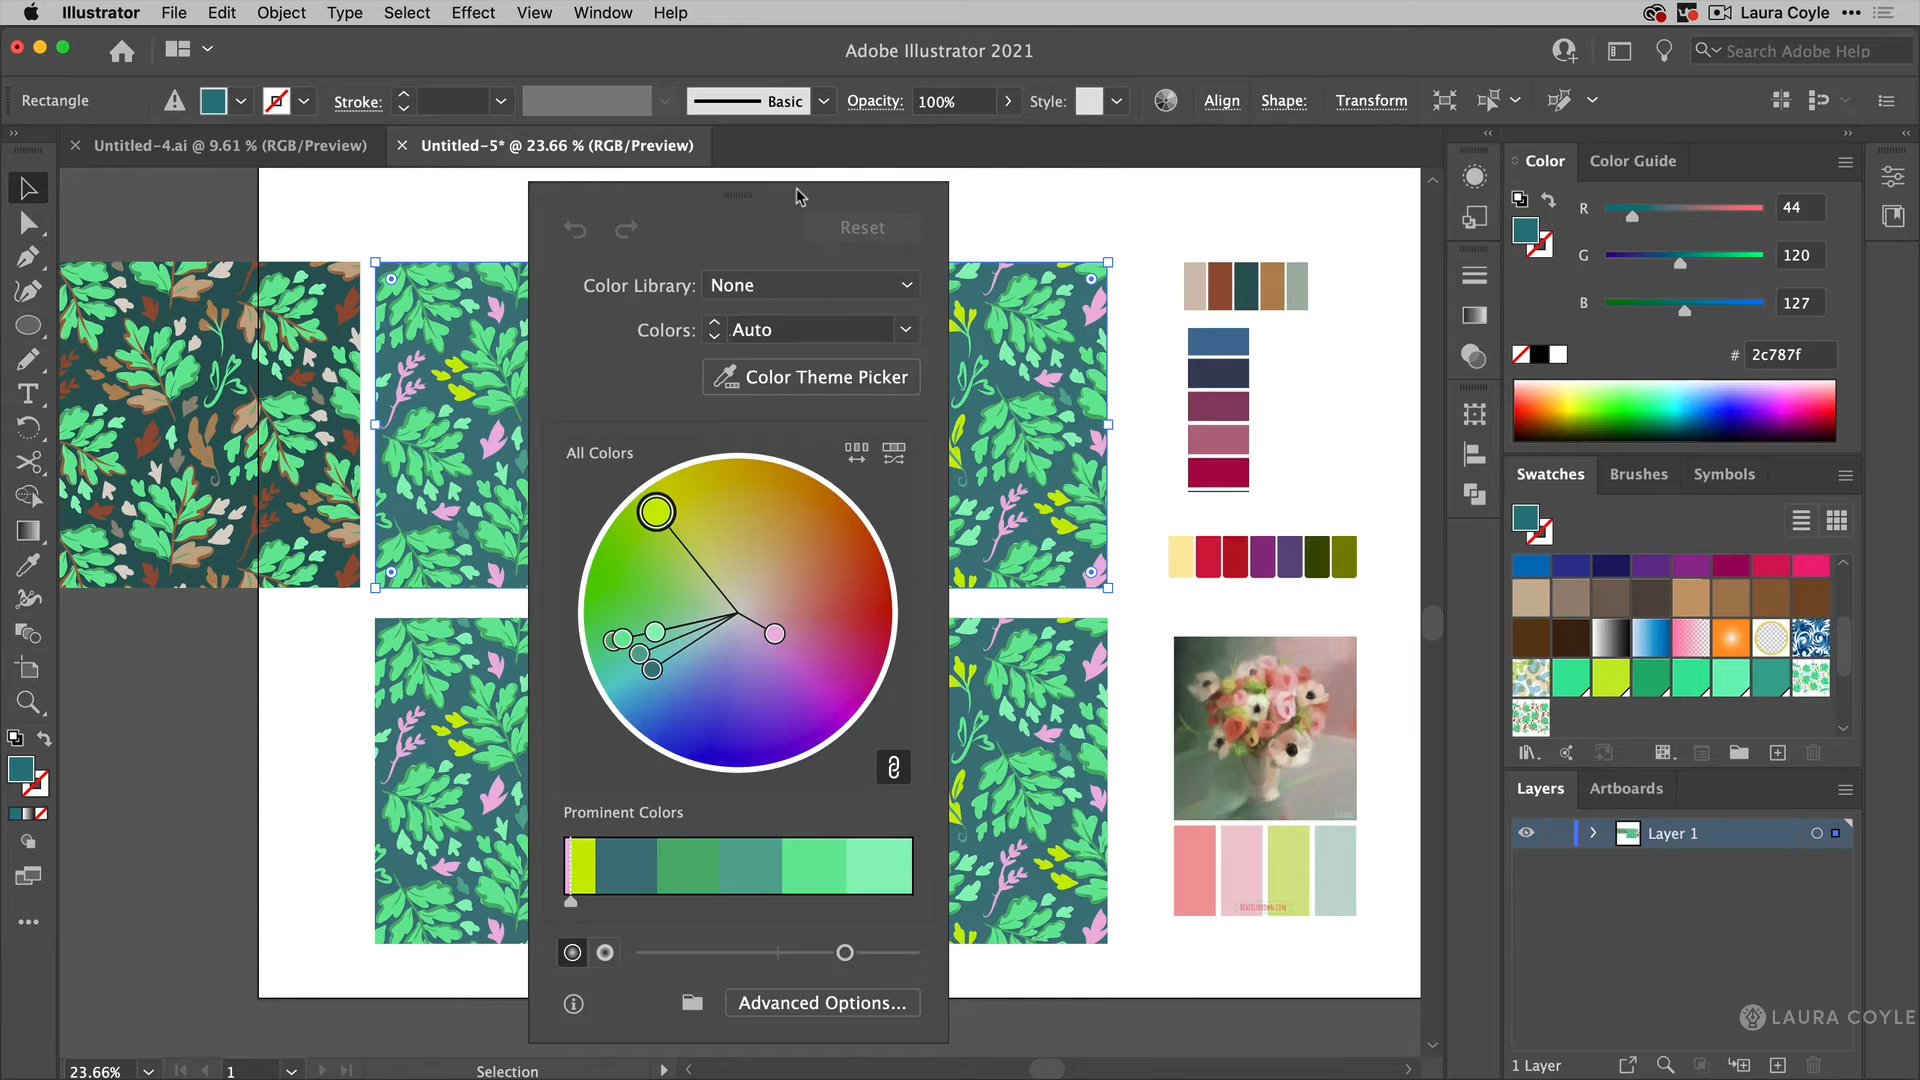 Illustrator File Edit Object Type Select Effect View Window Help
Laura Coyle
Adobe Illustrator 2021
Search Adobe Help
Rectangle
Stroke:
Basic
Opacity: 100%
Style:
Align
Shape:
Transform
Untitled-4.ai @ 9.61 % (RGB/Preview)
Untitled-5* @ 23.66 % (RGB/Preview)
Reset
Color Library: None
Colors: Auto
Color Theme Picker
All Colors
Prominent Colors
Advanced Options...
BEVERLYBROWN.COM
Color
Color Guide
R 44
G 120
B 127
# 2c787f
Swatches
Brushes
Symbols
Layers
Artboards
Layer 1
LAURA COYLE
1 Layer
23.66%
1
Selection